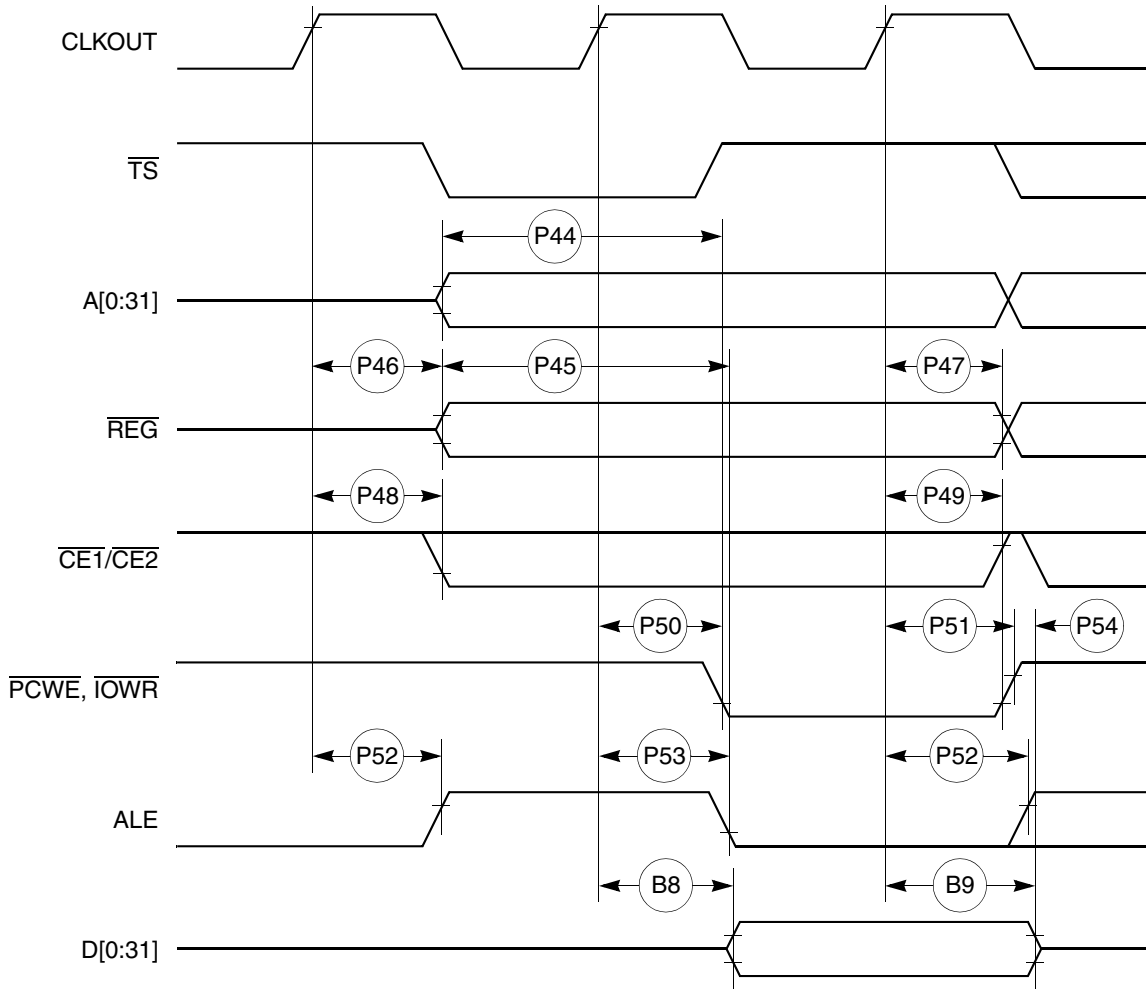 CLKOUT
TS
P44
A[0:31]
P46 P45 P47
REG
P48 P49
CE1/CE2
P50 P51 P54
PCWE, IOWR
P52 P53 P52
ALE
B8 B9
D[0:31]